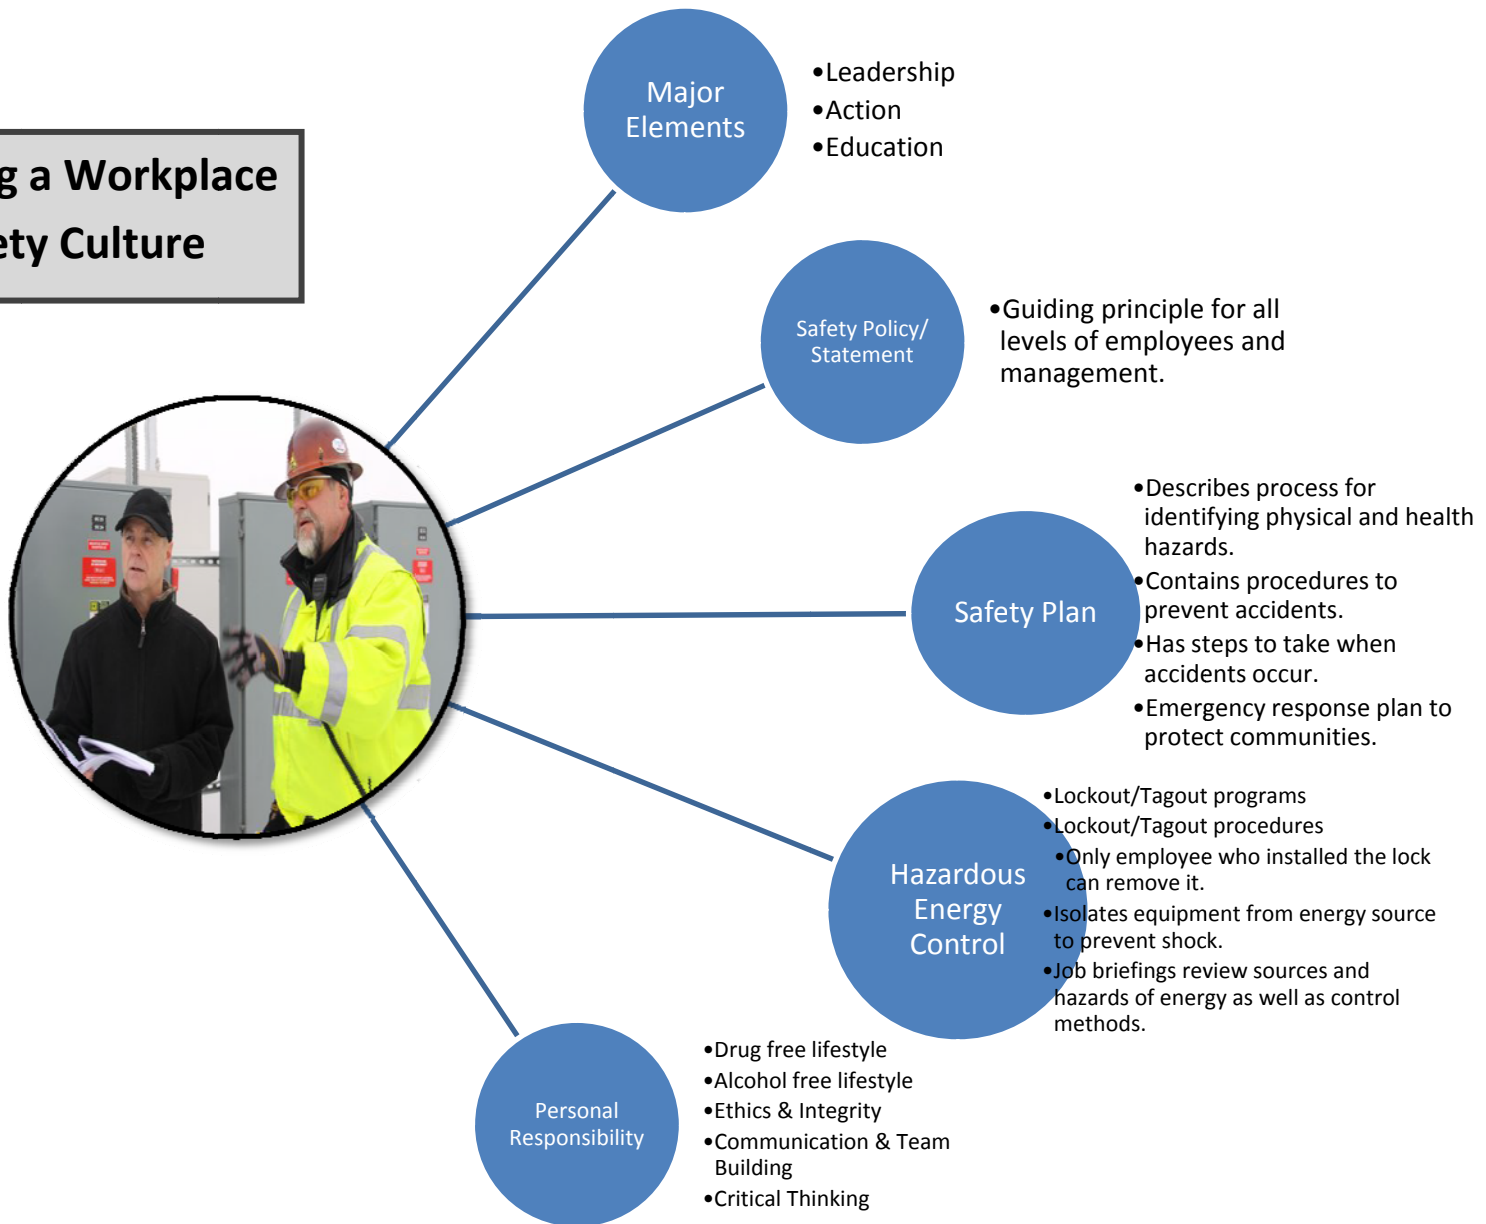 g a Workplace
ety Culture
Major
Elements
•Leadership
•Action
•Education
Safety Policy/
Statement
•Guiding principle for all
levels of employees and
management.
Safety Plan
•Describes process for
identifying physical and health
hazards.
•Contains procedures to
prevent accidents.
•Has steps to take when
accidents occur.
•Emergency response plan to
protect communities.
Hazardous
Energy
Control
•Lockout/Tagout programs
•Lockout/Tagout procedures
•Only employee who installed the lock
can remove it.
•Isolates equipment from energy source
to prevent shock.
•Job briefings review sources and
hazards of energy as well as control
methods.
Personal
Responsibility
•Drug free lifestyle
•Alcohol free lifestyle
•Ethics & Integrity
•Communication & Team
Building
•Critical Thinking